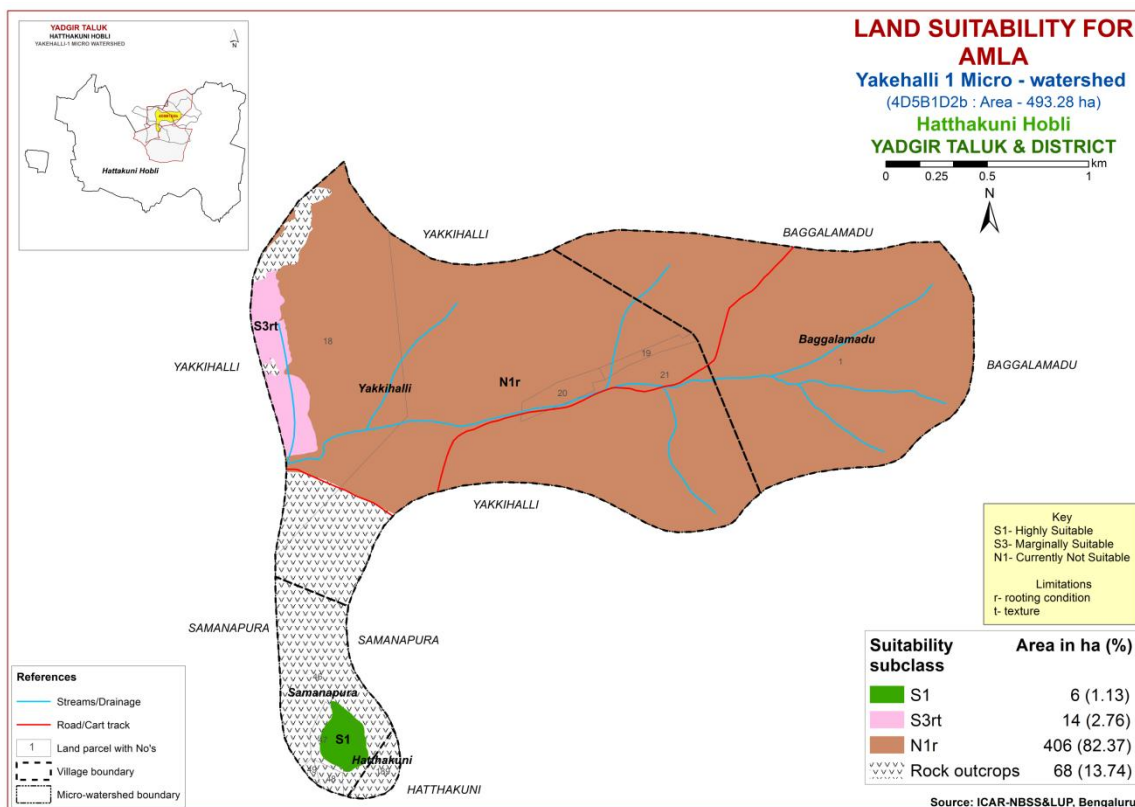 YADGIR TALUK
HATTHAKUNI HOBLI
YAKEHALLI-1 MICRO WATERSHED
N
Hattakuni Hobli
LAND SUITABILITY FOR
AMLA
Yakehalli 1 Micro - watershed
(4D5B1D2b : Area - 493.28 ha)
Hatthakuni Hobli
YADGIR TALUK & DISTRICT
km
0 0.25 0.5 1
N
YAKKIHALLI
BAGGALAMADU
S3rt
18
YAKKIHALLI
Yakkihalli
N1r
19
20
21
Baggalamadu
1
BAGGALAMADU
YAKKIHALLI
SAMANAPURA
SAMANAPURA
46
Samanapura
S1
Hatthakuni
49
48
HATTHAKUNI
Key
S1- Highly Suitable
S3- Marginally Suitable
N1- Currently Not Suitable
Limitations
r- rooting condition
t- texture
Suitability subclass Area in ha (%)
S1 6 (1.13)
S3rt 14 (2.76)
N1r 406 (82.37)
Rock outcrops 68 (13.74)
References
Streams/Drainage
Road/Cart track
1 Land parcel with No's
Village boundary
Micro-watershed boundary
Source: ICAR-NBSS&LUP, Bengaluru